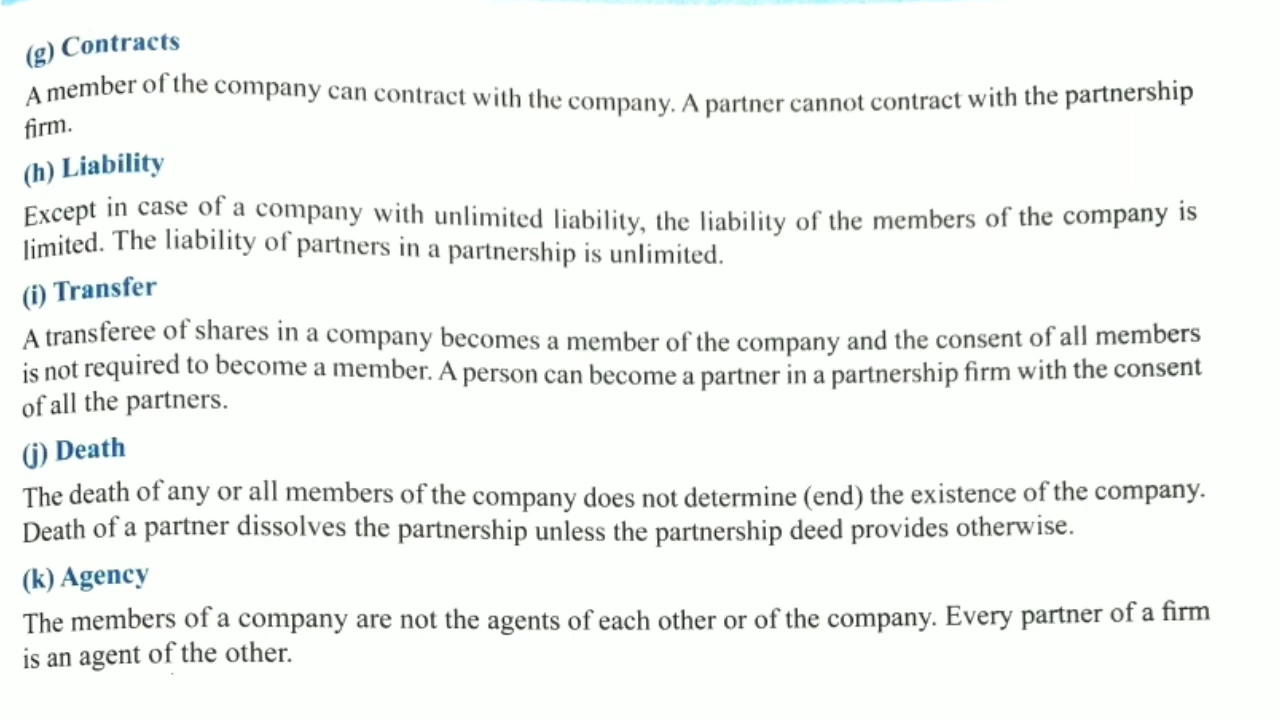 (g) Contracts
A member of the company can contract with the company. A partner cannot contract with the partnership
firm.
(h) Liability
Except in case of a company with unlimited liability, the liability of the members of the company is
limited. The liability of partners in a partnership is unlimited.
(i) Transfer
A transferee of shares in a company becomes a member of the company and the consent of all members
is not required to become a member. A person can become a partner in a partnership firm with the consent
of all the partners.
(j) Death
The death of any or all members of the company does not determine (end) the existence of the company.
Death of a partner dissolves the partnership unless the partnership deed provides otherwise.
(k) Agency
The members of a company are not the agents of each other or of the company. Every partner of a firm
is an agent of the other.